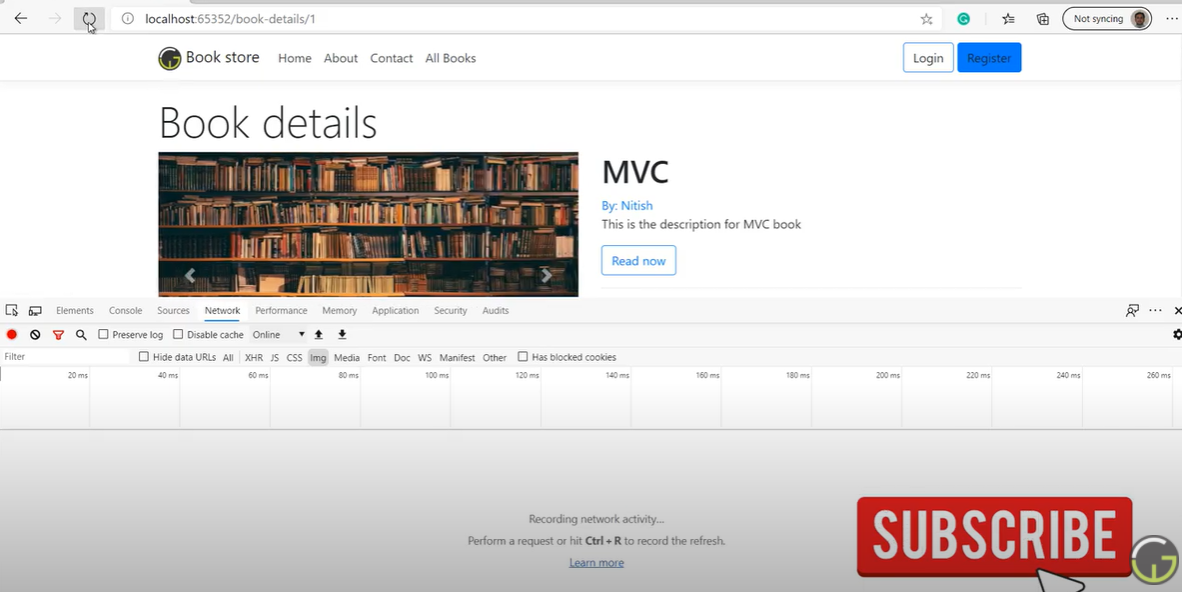 localhost:65352/book-details/1
Not syncing
Book store Home About Contact All Books Login Register
Book details
MVC
By: Nitish
This is the description for MVC book
Read now
Elements Console Sources Network Performance Memory Application Security Audits
Preserve log Disable cache Online
Filter Hide data URLs All XHR JS CSS Img Media Font Doc WS Manifest Other Has blocked cookies
20 ms 40 ms 60 ms 80 ms 100 ms 120 ms 140 ms 160 ms 180 ms 200 ms 220 ms 240 ms 260 ms
Recording network activity...
Perform a request or hit Ctrl + R to record the refresh.
Learn more
SUBSCRIBE